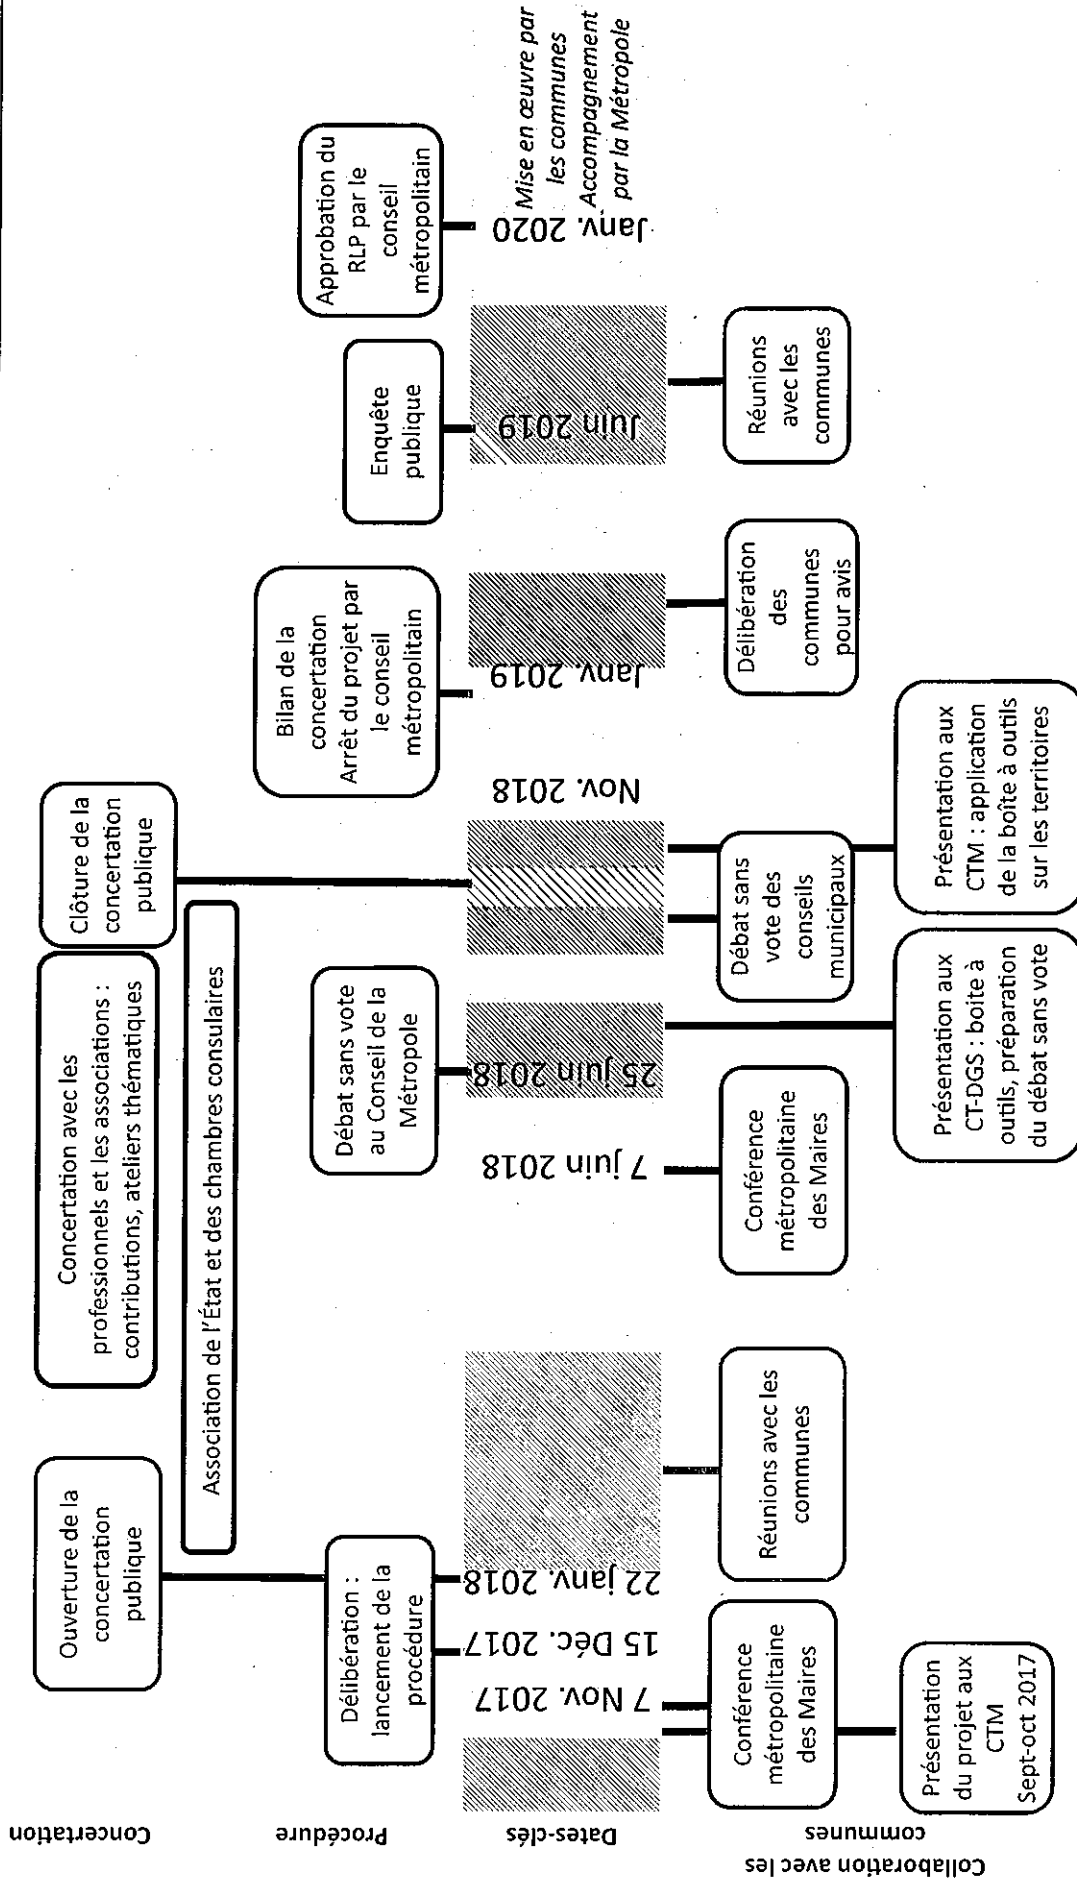 Concertation
Ouverture de la
concertation
publique
Concertation avec les
professionnels et les associations :
contributions, ateliers thématiques
Clôture de la
concertation
publique
Association de l'État et des chambres consulaires
Procédure
Délibération :
lancement de la
procédure
Débat sans vote
au Conseil de la
Métropole
Bilan de la
concertation
Arrêt du projet par
le conseil
métropolitain
Enquête
publique
Approbation du
RLP par le
conseil
métropolitain
Dates-clés
7 Nov. 2017
15 Déc. 2017
22 janv. 2018
7 juin 2018
25 juin 2018
Nov. 2018
Janv. 2019
Juin 2019
Janv. 2020
Mise en œuvre par
les communes
Accompagnement
par la Métropole
Collaboration avec les
communes
Conférence
métropolitaine
des Maires
Réunions avec les
communes
Conférence
métropolitaine
des Maires
Débat sans
vote des
conseils
municipaux
Délibération
des
communes
pour avis
Réunions
avec les
communes
Présentation
du projet aux
CTM
Sept-oct 2017
Présentation aux
CT-DGS : boite à
outils, préparation
du débat sans vote
Présentation aux
CTM : application
de la boîte à outils
sur les territoires